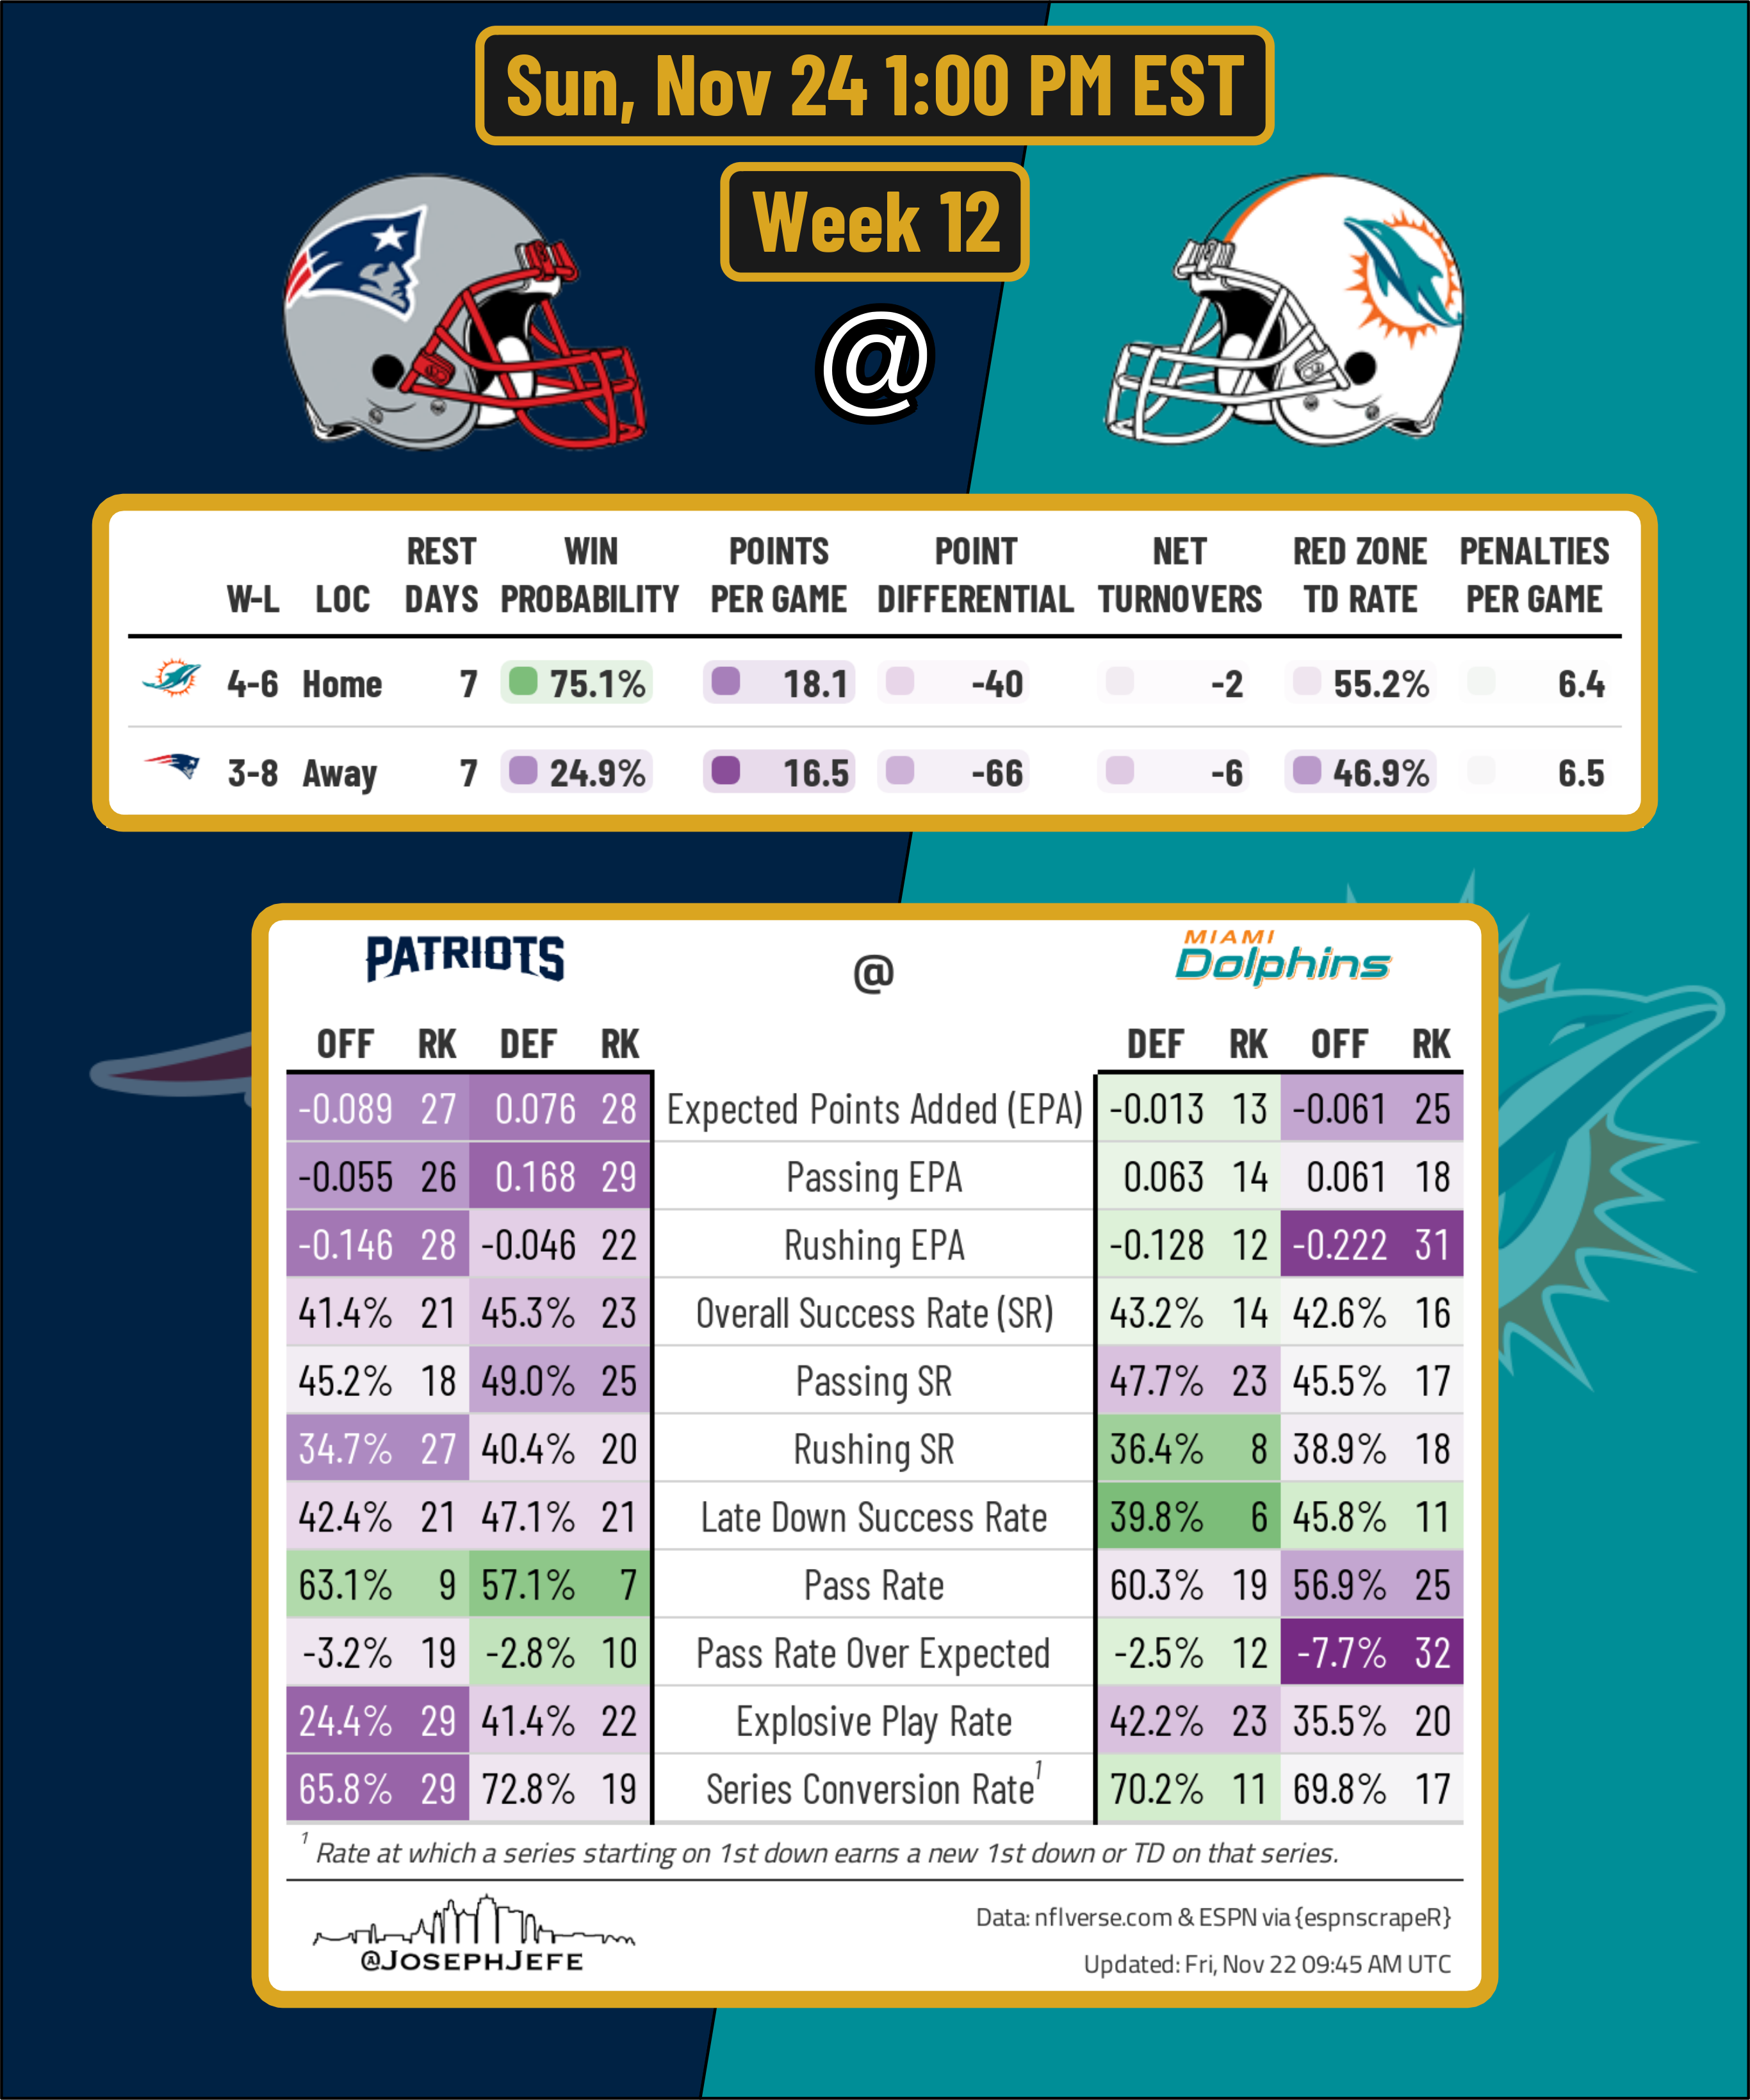 Sun, Nov 24 1:00 PM EST
Week 12
@
REST WIN POINTS POINT NET RED ZONE PENALTIES
W-L LOC DAYS PROBABILITY PER GAME DIFFERENTIAL TURNOVERS TD RATE PER GAME
4-6 Home 7 75.1% 18.1 -40 -2 55.2% 6.4
3-8 Away 7 24.9% 16.5 -66 -6 46.9% 6.5
PATRIOTS @ MIAMI Dolphins
OFF RK DEF RK DEF RK OFF RK
-0.089 27 0.076 28 Expected Points Added (EPA) -0.013 13 -0.061 25
-0.055 26 0.168 29 Passing EPA 0.063 14 0.061 18
-0.146 28 -0.046 22 Rushing EPA -0.128 12 -0.222 31
41.4% 21 45.3% 23 Overall Success Rate (SR) 43.2% 14 42.6% 16
45.2% 18 49.0% 25 Passing SR 47.7% 23 45.5% 17
34.7% 27 40.4% 20 Rushing SR 36.4% 8 38.9% 18
42.4% 21 47.1% 21 Late Down Success Rate 39.8% 6 45.8% 11
63.1% 9 57.1% 7 Pass Rate 60.3% 19 56.9% 25
-3.2% 19 -2.8% 10 Pass Rate Over Expected -2.5% 12 -7.7% 32
24.4% 29 41.4% 22 Explosive Play Rate 42.2% 23 35.5% 20
65.8% 29 72.8% 19 Series Conversion Rate¹ 70.2% 11 69.8% 17
¹ Rate at which a series starting on 1st down earns a new 1st down or TD on that series.
@JOSEPHJEFE
Data: nflverse.com & ESPN via {espnscrapeR}
Updated: Fri, Nov 22 09:45 AM UTC